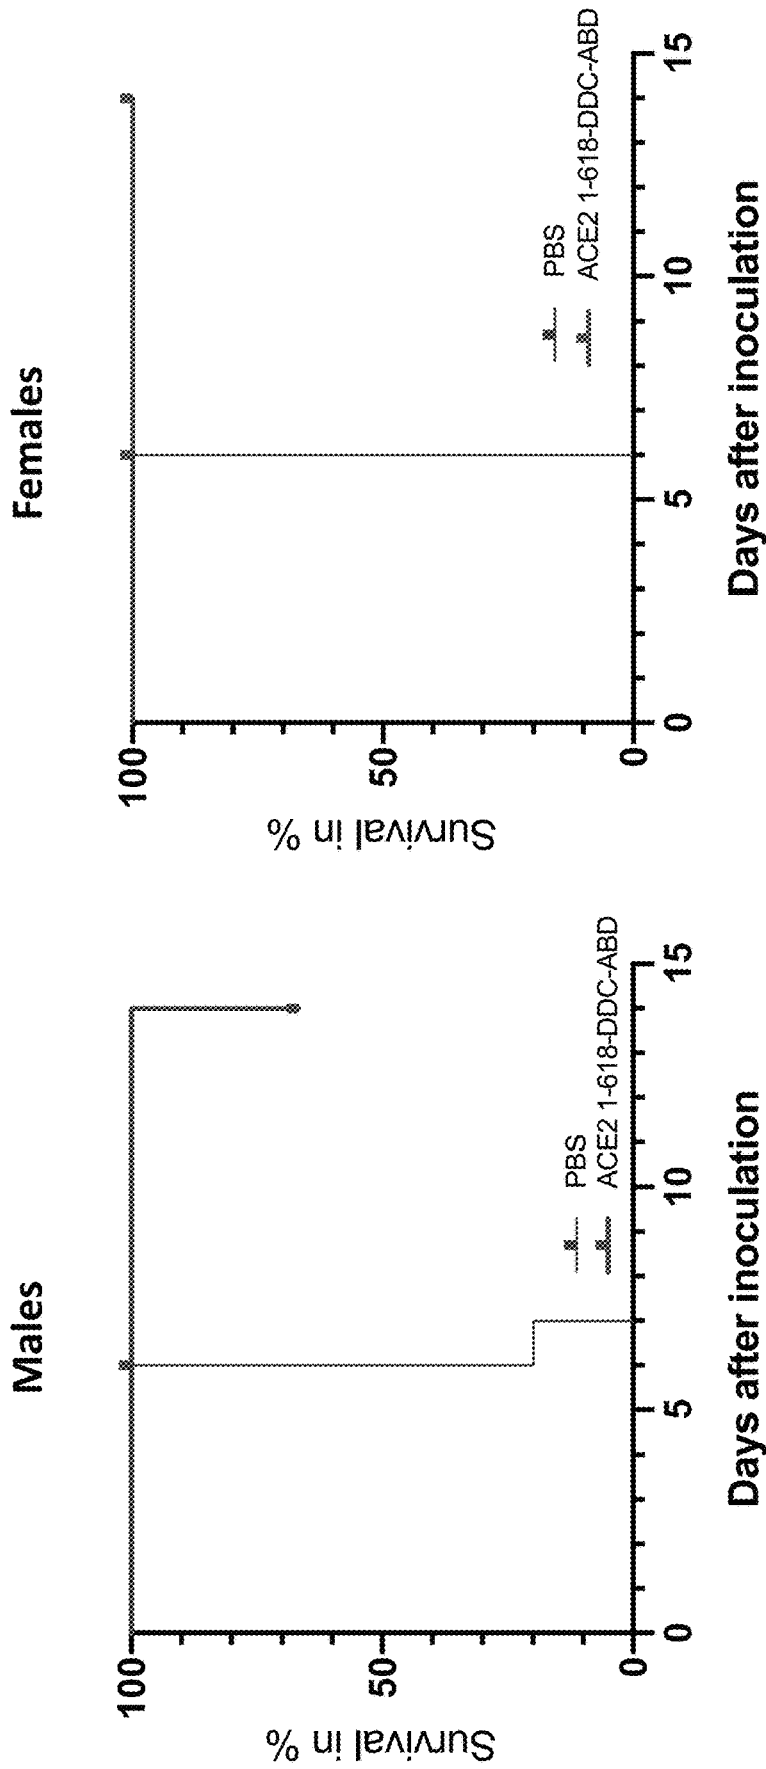 Males
Survival in %
100
50
0
PBS
ACE2 1-618-DDC-ABD
0
5
10
15
Days after inoculation
Females
Survival in %
100
50
0
PBS
ACE2 1-618-DDC-ABD
0
5
10
15
Days after inoculation